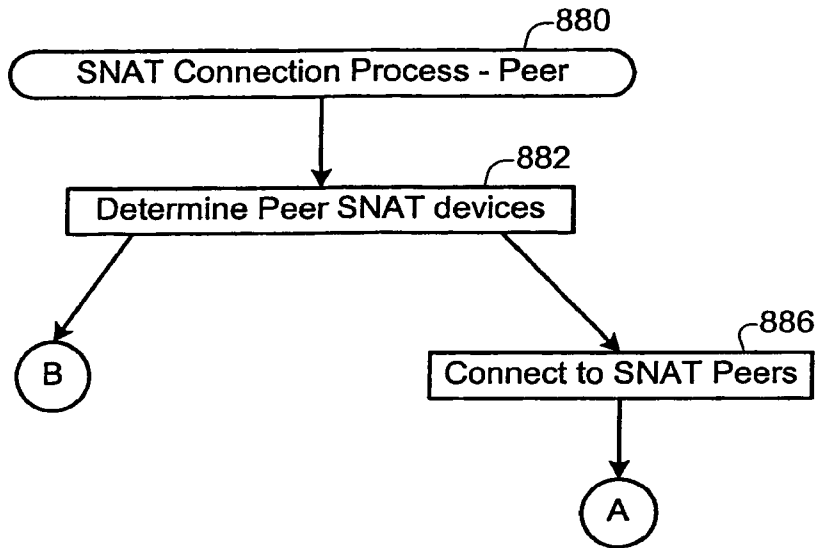 880
SNAT Connection Process - Peer
882
Determine Peer SNAT devices
886
B
Connect to SNAT Peers
A